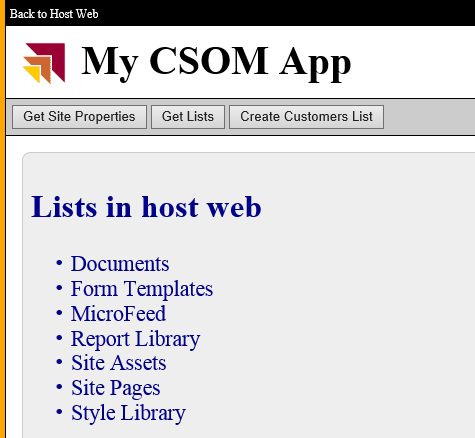 Back to Host Web
My CSOM App
Get Site Properties Get Lists Create Customers List
Lists in host web
• Documents
• Form Templates
• MicroFeed
• Report Library
• Site Assets
• Site Pages
• Style Library